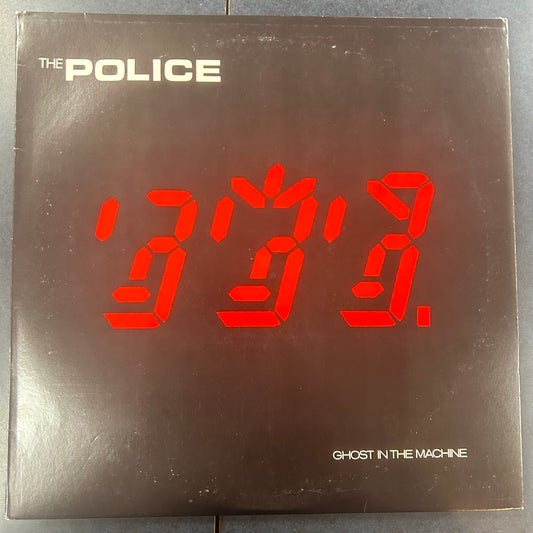 THE POLICE
GHOST IN THE MACHINE